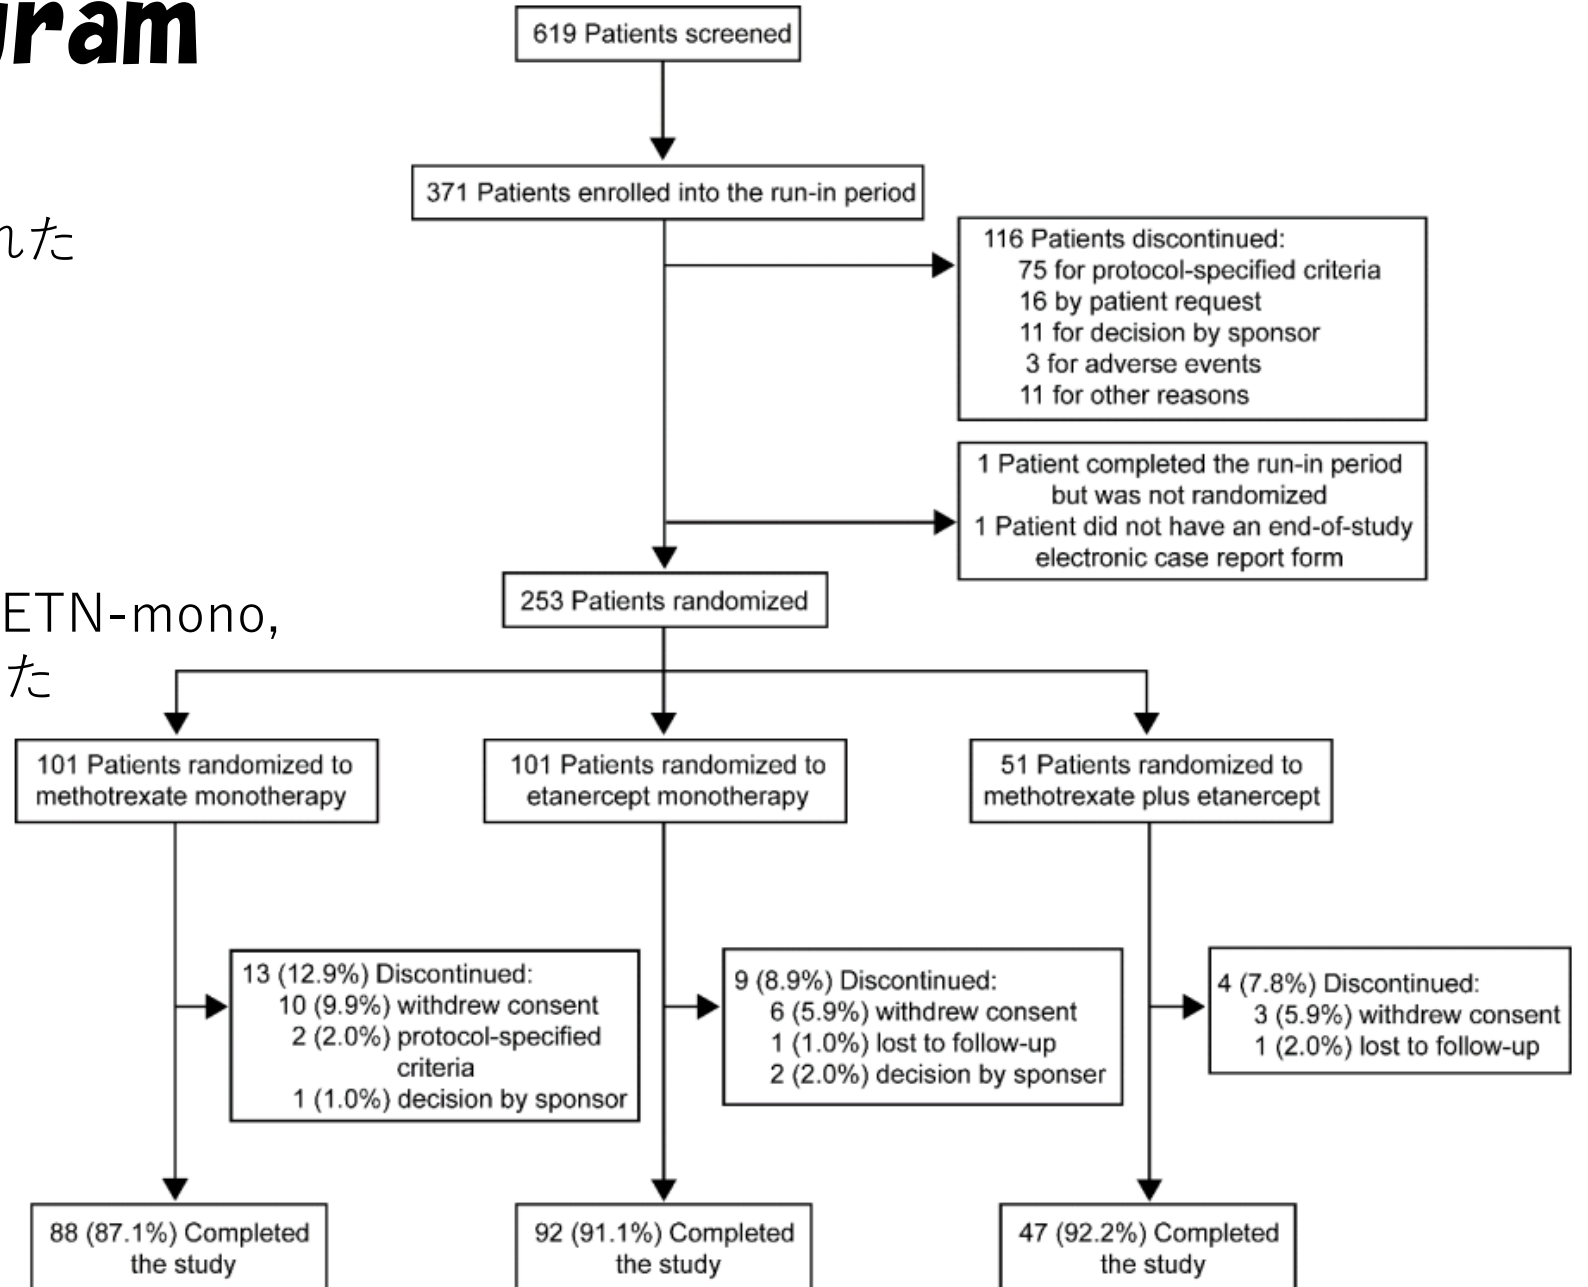 gram
619 Patients screened
371 Patients enrolled into the run-in period
れた
116 Patients discontinued:
75 for protocol-specified criteria
16 by patient request
11 for decision by sponsor
3 for adverse events
11 for other reasons
1 Patient completed the run-in period
but was not randomized
1 Patient did not have an end-of-study
electronic case report form
253 Patients randomized
ETN-mono,
た
101 Patients randomized to
methotrexate monotherapy
101 Patients randomized to
etanercept monotherapy
51 Patients randomized to
methotrexate plus etanercept
13 (12.9%) Discontinued:
10 (9.9%) withdrew consent
2 (2.0%) protocol-specified
criteria
1 (1.0%) decision by sponsor
9 (8.9%) Discontinued:
6 (5.9%) withdrew consent
1 (1.0%) lost to follow-up
2 (2.0%) decision by sponser
4 (7.8%) Discontinued:
3 (5.9%) withdrew consent
1 (2.0%) lost to follow-up
88 (87.1%) Completed
the study
92 (91.1%) Completed
the study
47 (92.2%) Completed
the study